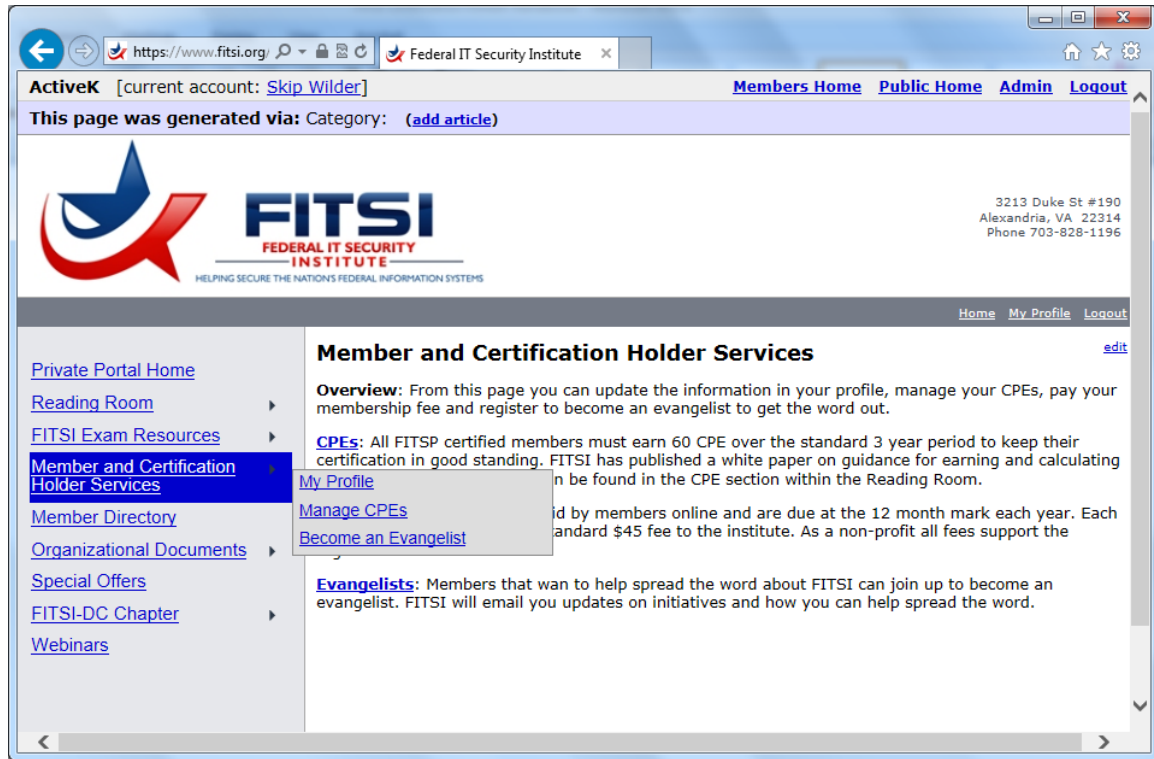 https://www.fitsi.org/
Federal IT Security Institute
ActiveK [current account: Skip Wilder]
Members Home Public Home Admin Logout
This page was generated via: Category: (add article)
FITSI
FEDERAL IT SECURITY
INSTITUTE
HELPING SECURE THE NATION'S FEDERAL INFORMATION SYSTEMS
3213 Duke St #190
Alexandria, VA 22314
Phone 703-828-1196
Home My Profile Logout
Private Portal Home
Reading Room
FITSI Exam Resources
Member and Certification
Holder Services
Member Directory
Organizational Documents
Special Offers
FITSI-DC Chapter
Webinars
My Profile
Manage CPEs
Become an Evangelist
Member and Certification Holder Services
edit
Overview: From this page you can update the information in your profile, manage your CPEs, pay your
membership fee and register to become an evangelist to get the word out.
CPEs: All FITSP certified members must earn 60 CPE over the standard 3 year period to keep their
certification in good standing. FITSI has published a white paper on guidance for earning and calculating
be found in the CPE section within the Reading Room.
by members online and are due at the 12 month mark each year. Each
standard $45 fee to the institute. As a non-profit all fees support the
Evangelists: Members that wan to help spread the word about FITSI can join up to become an
evangelist. FITSI will email you updates on initiatives and how you can help spread the word.